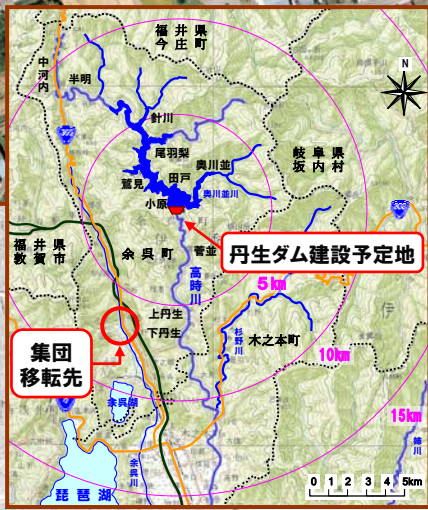 福井県
今庄町
中河内
半明
針川
N
尾羽梨
奥川並
岐阜県
坂内村
鷲見
田戸
奥川並川
小原
303
福井県
敦賀市
余呉町
菅並
丹生ダム建設予定地
高時川
5km
伊
上丹生
下丹生
杉野川
木之本町
10km
集団
移転先
余呉湖
15km
姉川
余呉川
琵琶湖
0 1 2 3 4 5km